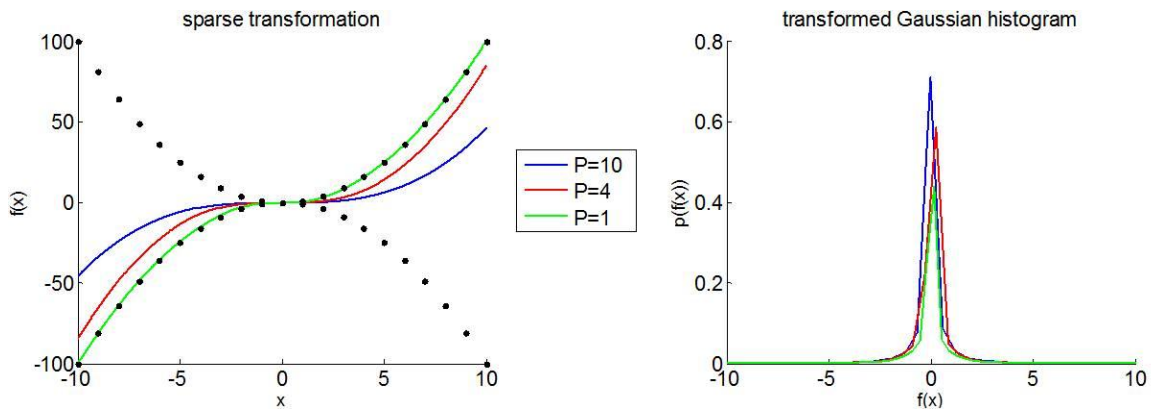 sparse transformation
100
50
0
-50
-100
f(x)
-10
-5
0
5
10
x
P=10
P=4
P=1
transformed Gaussian histogram
0.8
0.6
0.4
0.2
0
p(f(x))
-10
-5
0
5
10
f(x)